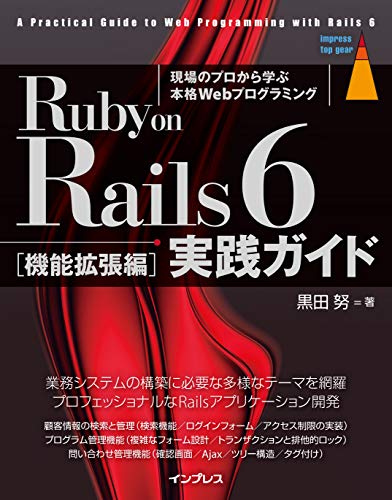 A Practical Guide to Web Programming with Rails 6
impress
top gear
現場のプロから学ぶ
本格Webプログラミング
Ruby on
Rails 6
[機能拡張編]
実践ガイド
黒田 努=著
業務システムの構築に必要な多様なテーマを網羅
プロフェッショナルなRailsアプリケーション開発
顧客情報の検索と管理(検索機能/ログインフォーム/アクセス制限の実装)
プログラム管理機能(複雑なフォーム設計/トランザクションと排他的ロック)
問い合わせ管理機能(確認画面/Ajax/ツリー構造/タグ付け)
インプレス